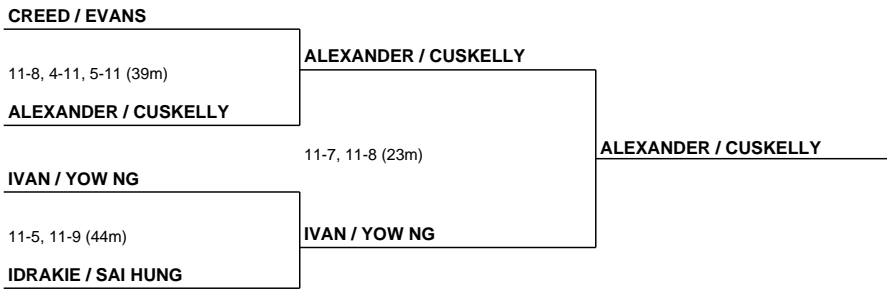 CREED / EVANS
11-8, 4-11, 5-11 (39m)
ALEXANDER / CUSKELLY
IVAN / YOW NG
11-5, 11-9 (44m)
IDRAKIE / SAI HUNG
ALEXANDER / CUSKELLY
11-7, 11-8 (23m)
IVAN / YOW NG
ALEXANDER / CUSKELLY